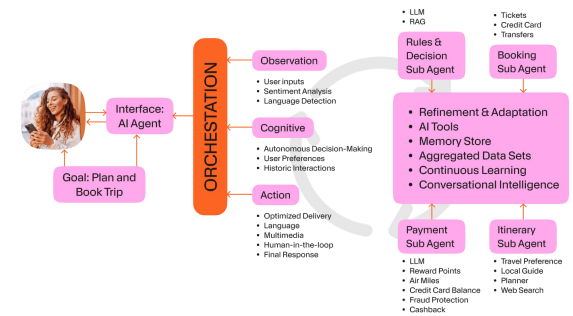 Interface:
AI Agent
Goal: Plan and
Book Trip
ORCHESTATION
Observation
• User inputs
• Sentiment Analysis
• Language Detection
Cognitive
• Autonomous Decision-Making
• User Preferences
• Historic Interactions
Action
• Optimized Delivery
• Language
• Multimedia
• Human-in-the-loop
• Final Response
• LLM
• RAG
Rules &
Decision
Sub Agent
• Tickets
• Credit Card
• Transfers
Booking
Sub Agent
• Refinement & Adaptation
• AI Tools
• Memory Store
• Aggregated Data Sets
• Continuous Learning
• Conversational Intelligence
Payment
Sub Agent
• LLM
• Reward Points
• Air Miles
• Credit Card Balance
• Fraud Protection
• Cashback
Itinerary
Sub Agent
• Travel Preference
• Local Guide
• Planner
• Web Search